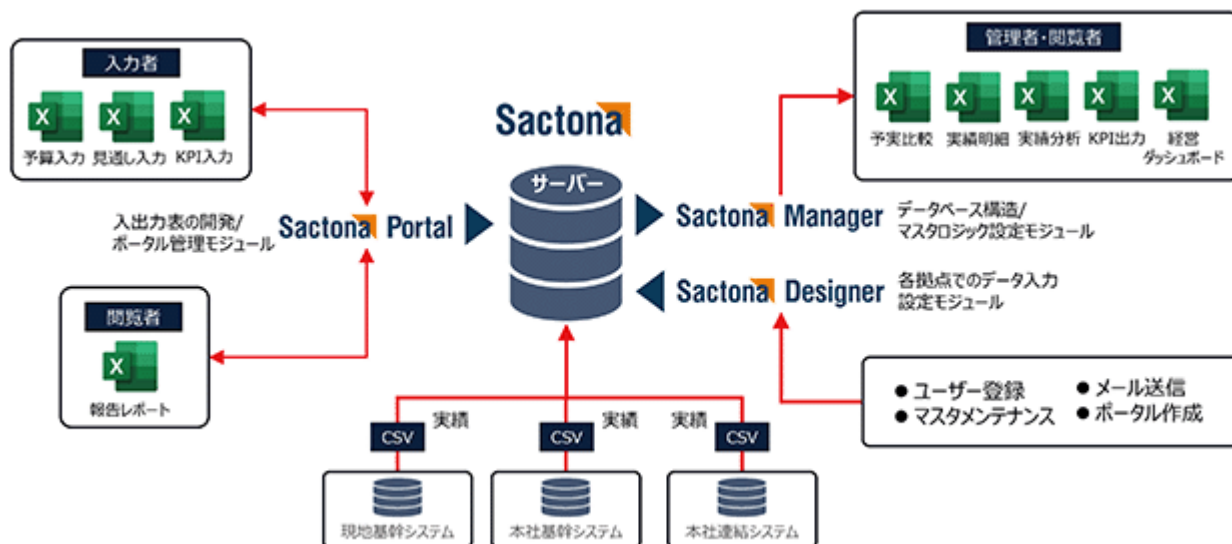 入力者
X
X
X
予算入力
見通し入力
KPI入力
管理者・閲覧者
X
X
X
X
X
予実比較
実績明細
実績分析
KPI出力
経営
ダッシュボード
Sactona
サーバー
入出力表の開発/
ポータル管理モジュール
Sactona Portal
Sactona Manager
データベース構造/
マスタロジック設定モジュール
Sactona Designer
各拠点でのデータ入力
設定モジュール
閲覧者
X
報告レポート
● ユーザー登録
● メール送信
● マスタメンテナンス
● ポータル作成
実績
実績
実績
CSV
CSV
CSV
現地基幹システム
本社基幹システム
本社連結システム